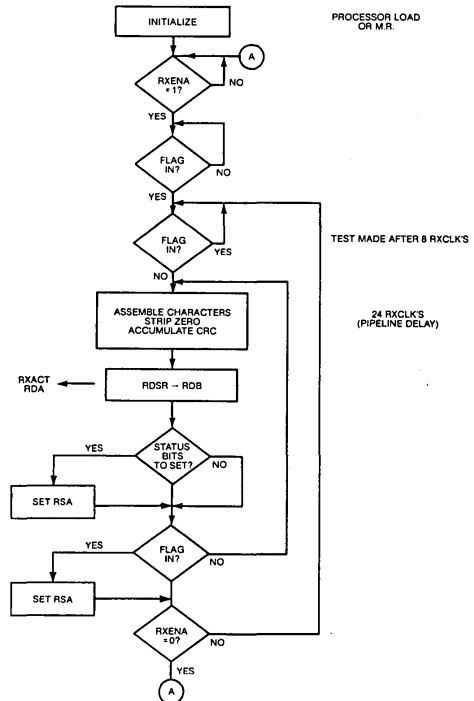 INITIALIZE
PROCESSOR LOAD
OR M.R.
A
RXENA
= 1?
NO
YES
FLAG
IN?
NO
YES
FLAG
IN?
YES
TEST MADE AFTER 8 RXCLK'S
NO
ASSEMBLE CHARACTERS
STRIP ZERO
ACCUMULATE CRC
24 RXCLK'S
(PIPELINE DELAY)
RXACT
RDA
RDSR – RDB
STATUS
BITS
TO SET?
YES
NO
SET RSA
YES
FLAG
IN?
NO
SET RSA
RXENA
=0?
NO
YES
A